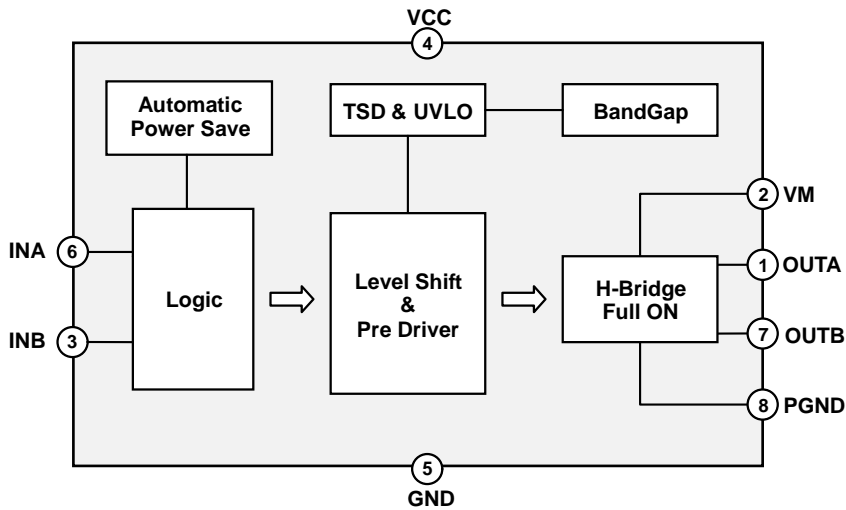 VCC
4
Automatic
Power Save
TSD & UVLO
BandGap
2 VM
INA 6
1 OUTA
Logic
Level Shift
&
Pre Driver
H-Bridge
Full ON
INB 3
7 OUTB
8 PGND
5
GND